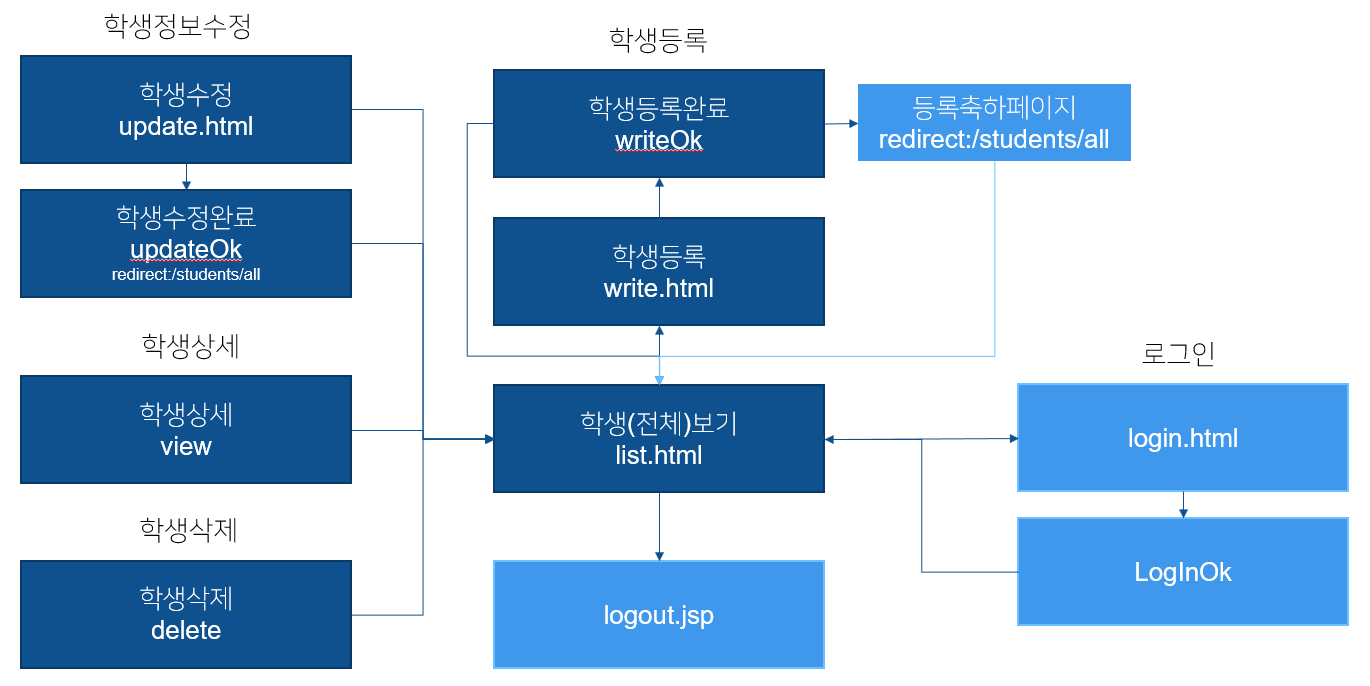 학생정보수정
학생수정
update.html
학생수정완료
updateOk
redirect:/students/all
학생상세
학생상세
view
학생삭제
학생삭제
delete
학생등록
학생등록완료
writeOk
등록축하페이지
redirect:/students/all
학생등록
write.html
학생(전체)보기
list.html
logout.jsp
로그인
login.html
LogInOk